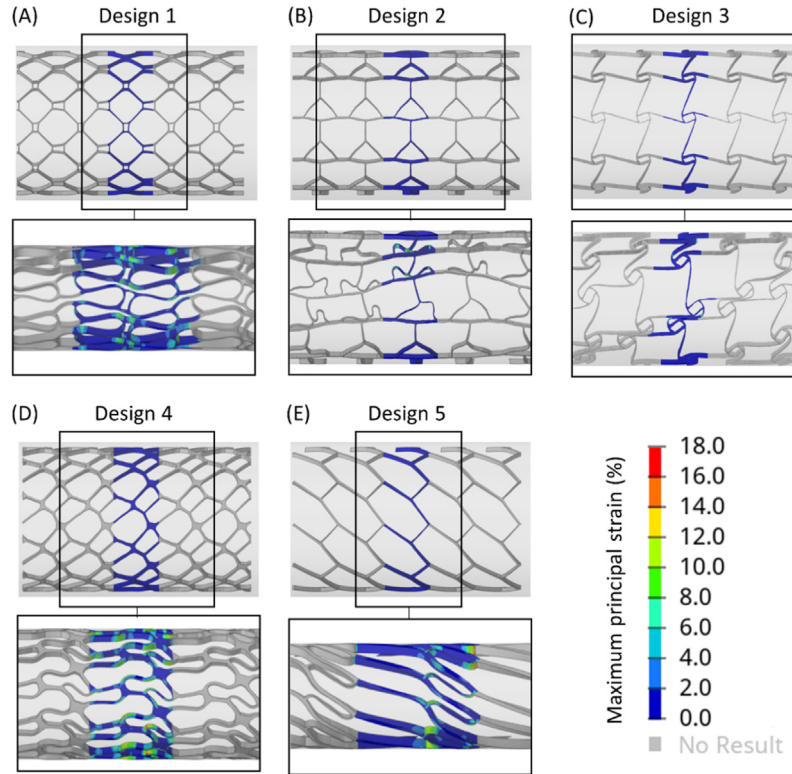 (A) Design 1
(B) Design 2
(C) Design 3
(D) Design 4
(E) Design 5
Maximum principal strain (%)
18.0
16.0
14.0
12.0
10.0
8.0
6.0
4.0
2.0
0.0
No Result